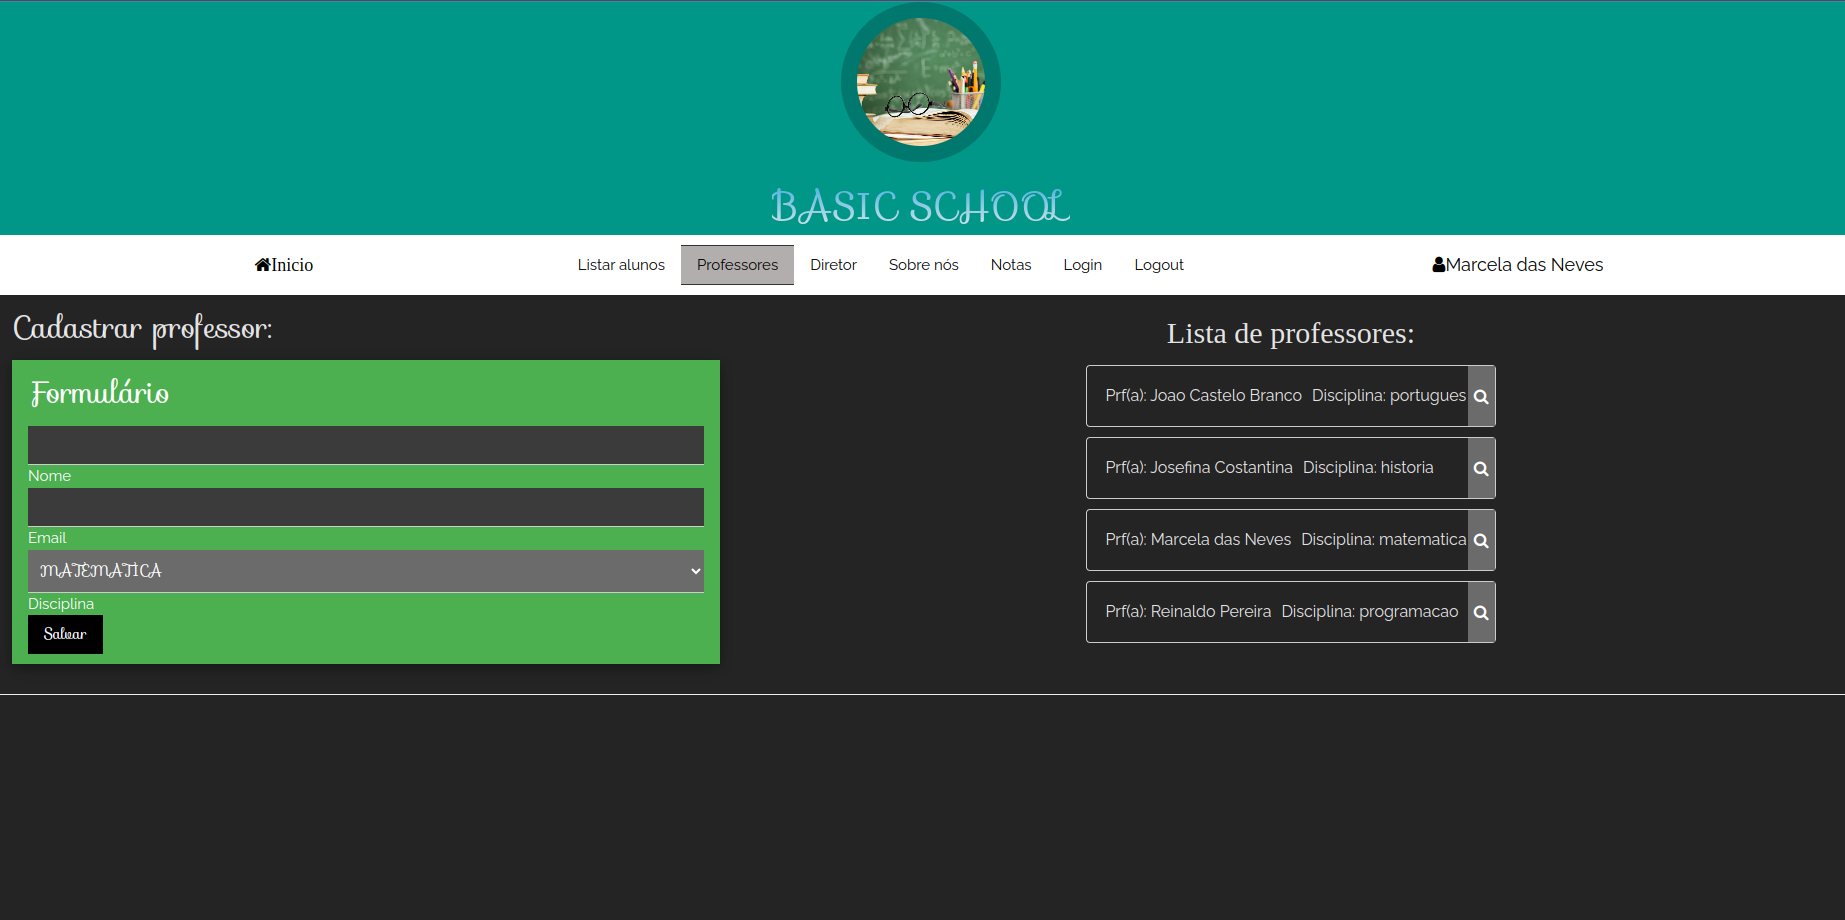 BASIC SCHOOL
Inicio Listar alunos Professores Diretor Sobre nós Notas Login Logout Marcela das Neves
Cadastrar professor:
Formulário
Nome
Email
MATEMATICA
Disciplina
Salvar
Lista de professores:
Prf(a): Joao Castelo Branco Disciplina: portugues
Prf(a): Josefina Costantina Disciplina: historia
Prf(a): Marcela das Neves Disciplina: matematica
Prf(a): Reinaldo Pereira Disciplina: programacao